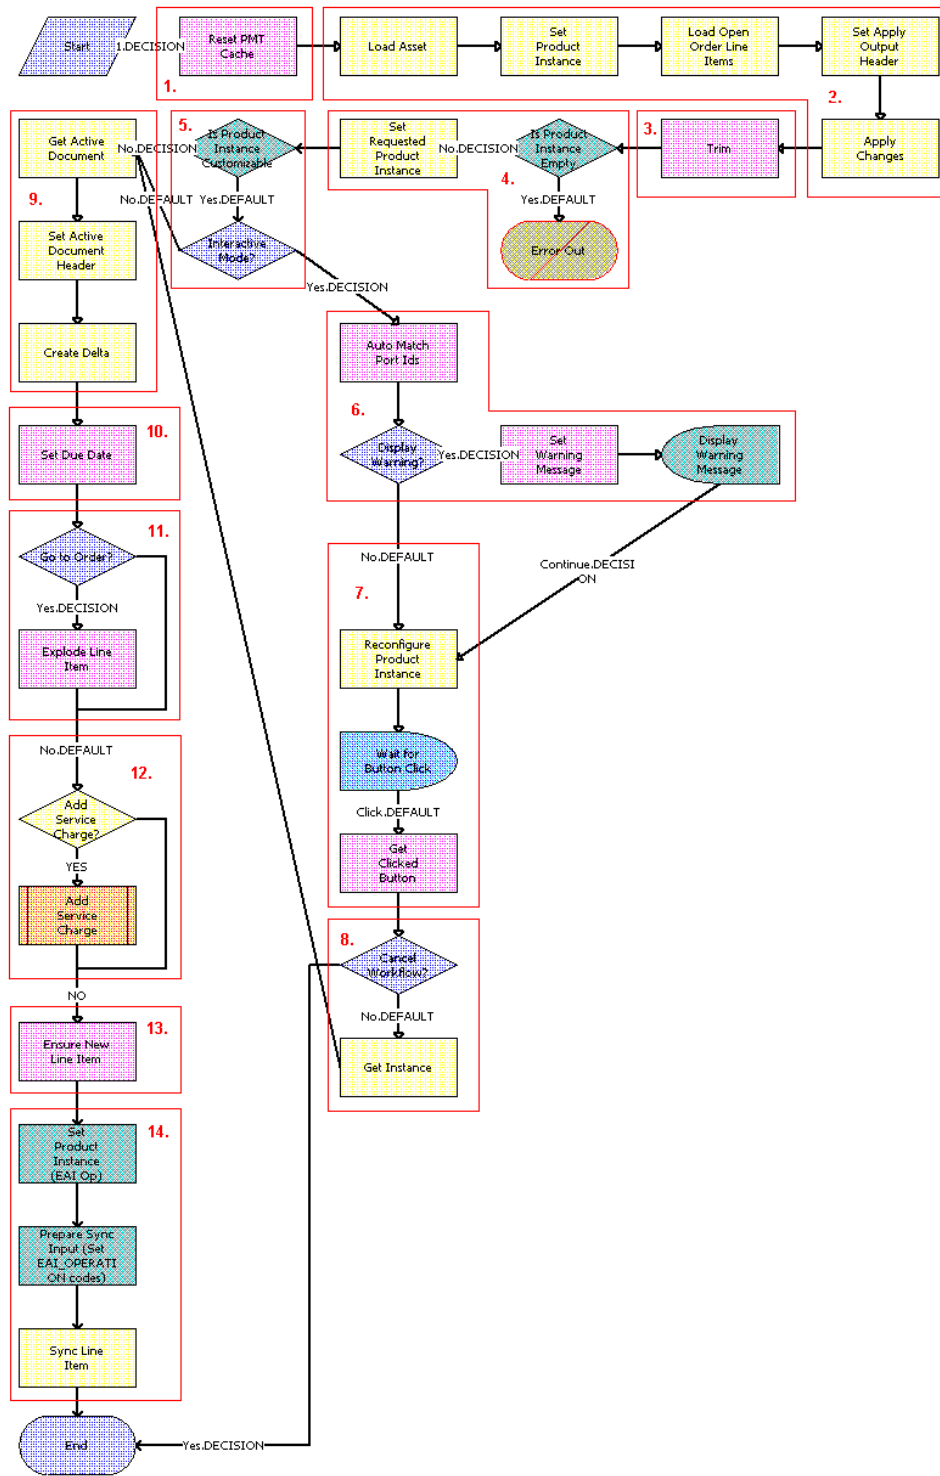 Start
1.DECISION
Reset PMT
Cache
1.
Load Asset
Set
Product
Instance
Load Open
Order Line
Items
Set Apply
Output
Header
2.
Apply
Changes
3.
Trim
Is Product
Instance
Empty
4.
No.DECISION
Yes.DEFAULT
Error Out
Set
Requested
Product
Instance
5.
Is Product
Instance
Customizable
No.DECISION
Yes.DEFAULT
Interactive
Mode?
No.DEFAULT
Yes.DECISION
Auto Match
Port Ids
6.
Display
Warning?
Yes.DECISION
Set
Warning
Message
Display
Warning
Message
No.DEFAULT
Continue.DECISI
ON
7.
Reconfigure
Product
Instance
Wait for
Button Click
Click.DEFAULT
Get
Clicked
Button
8.
Cancel
Workflow?
No.DEFAULT
Get Instance
Get Active
Document
9.
Set Active
Document
Header
Create Delta
10.
Set Due Date
11.
Go to Order?
Yes.DECISION
Explode Line
Item
No.DEFAULT
12.
Add
Service
Charge?
YES
Add
Service
Charge
NO
13.
Ensure New
Line Item
14.
Set
Product
Instance
(EAI Op)
Prepare Sync
Input (Set
EAI_OPERATI
ON codes)
Sync Line
Item
End
Yes.DECISION